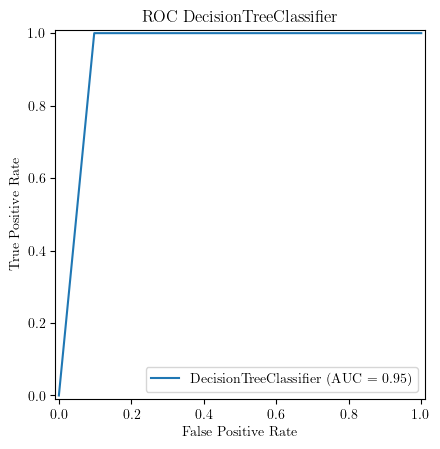 ROC DecisionTreeClassifier
True Positive Rate
1.0
0.8
0.6
0.4
0.2
0.0
DecisionTreeClassifier (AUC = 0.95)
0.0 0.2 0.4 0.6 0.8 1.0
False Positive Rate